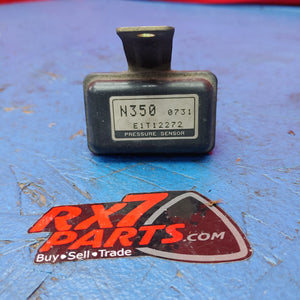 N350 0731
E1T12272
PRESSURE SENSOR
RX7
PARTS.COM
Buy•Sell•Trade